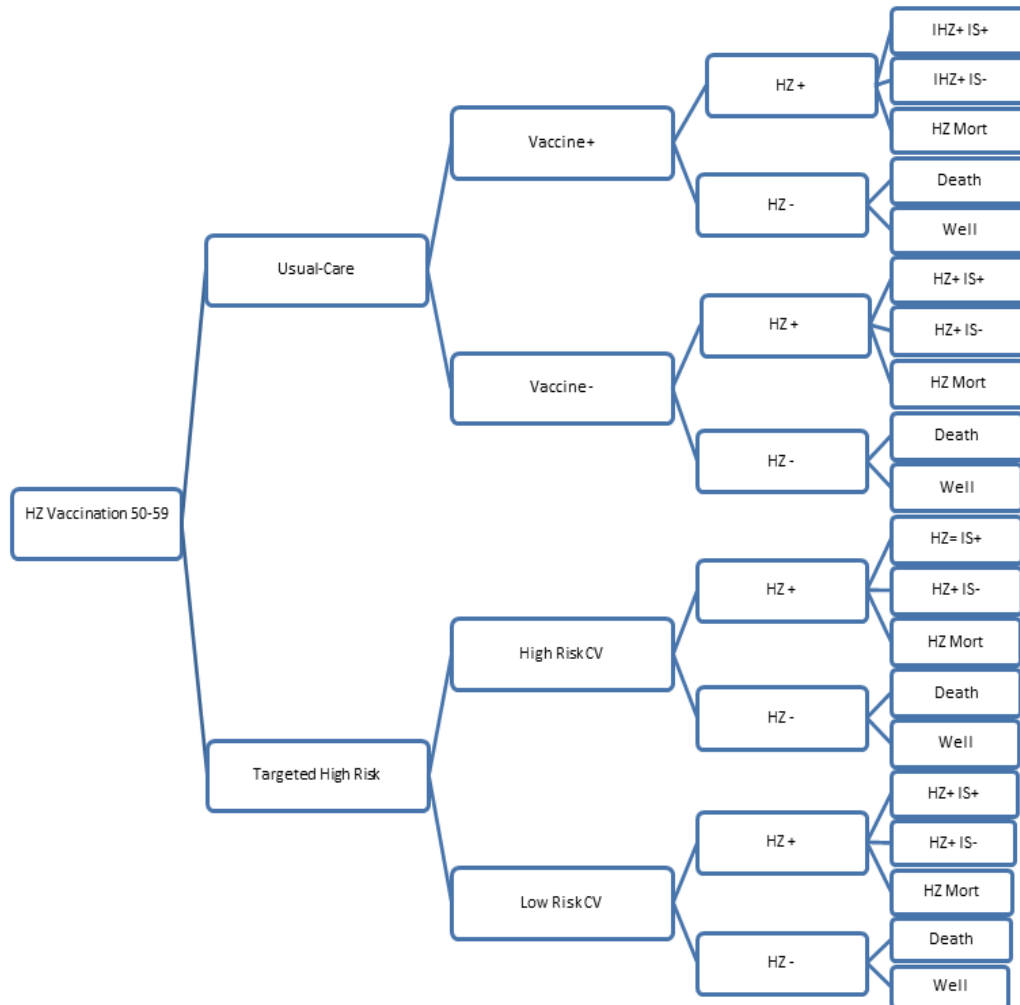 IHZ+ IS+
HZ +
IHZ+ IS-
HZ Mort
Vaccine+
Death
HZ -
Well
Usual-Care
HZ+ IS+
HZ +
HZ+ IS-
HZ Mort
Vaccine-
Death
HZ -
Well
HZ Vaccination 50-59
HZ= IS+
HZ +
HZ+ IS-
HZ Mort
High Risk CV
Death
HZ -
Well
Targeted High Risk
HZ+ IS+
HZ +
HZ+ IS-
HZ Mort
Low Risk CV
Death
HZ -
Well